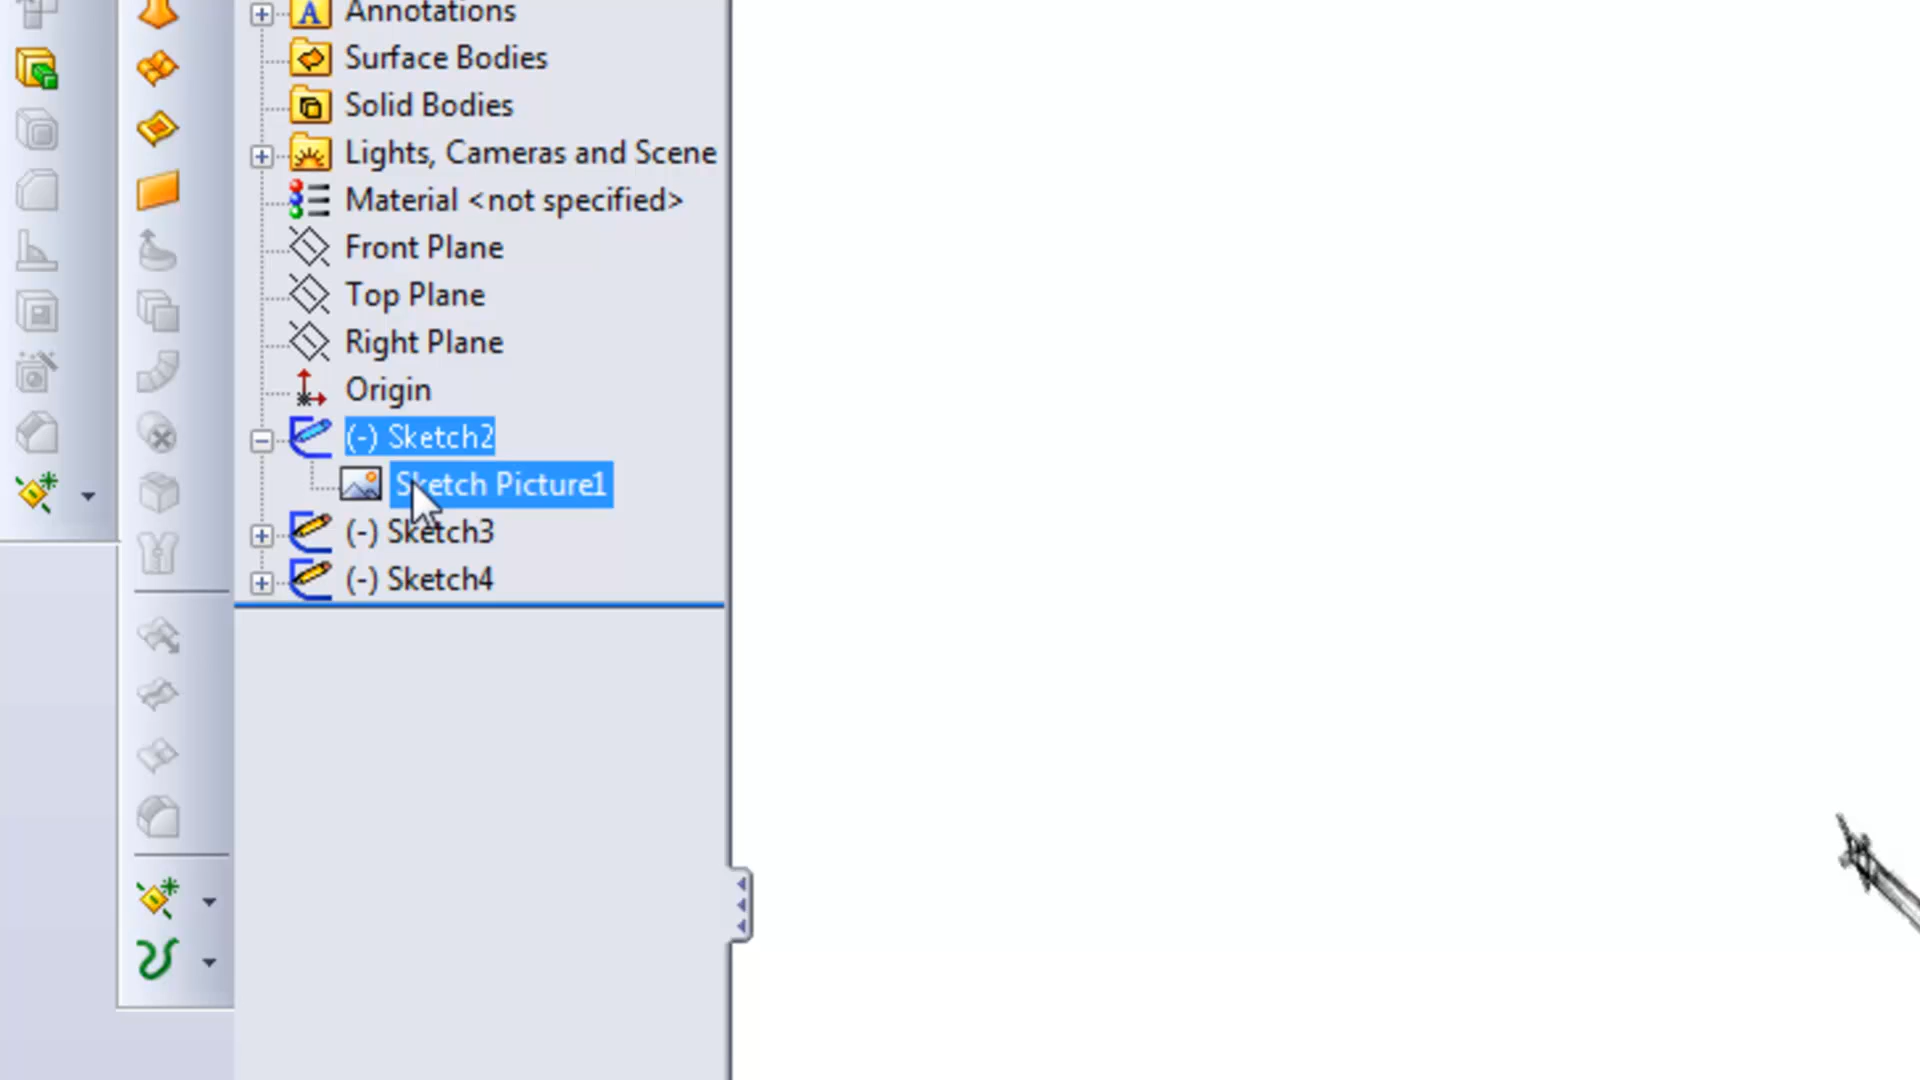 Annotations
Surface Bodies
Solid Bodies
Lights, Cameras and Scene
Material <not specified>
Front Plane
Top Plane
Right Plane
Origin
(-) Sketch2
Sketch Picture1
(-) Sketch3
(-) Sketch4